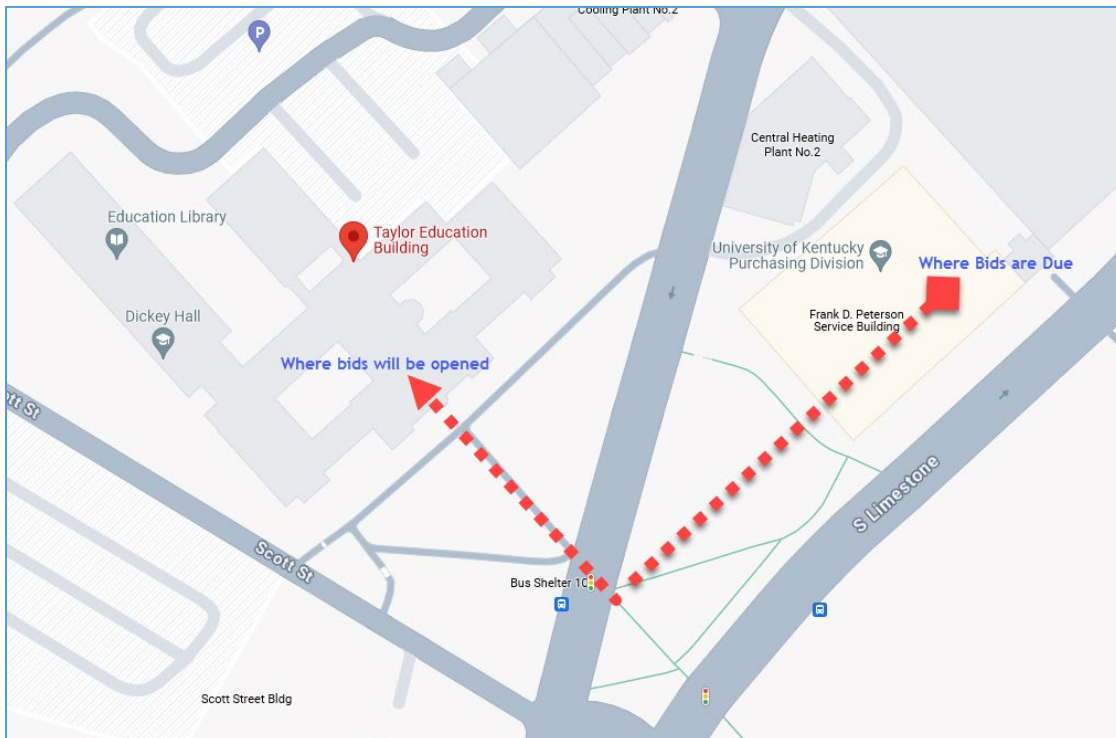 Cooling Plant No.2
P
Central Heating
Plant No.2
Education Library
Taylor Education
Building
University of Kentucky
Purchasing Division
Where Bids are Due
Dickey Hall
Frank D. Peterson
Service Building
Where bids will be opened
ott St
S Limestone
Scott St
Bus Shelter 10
Scott Street Bldg